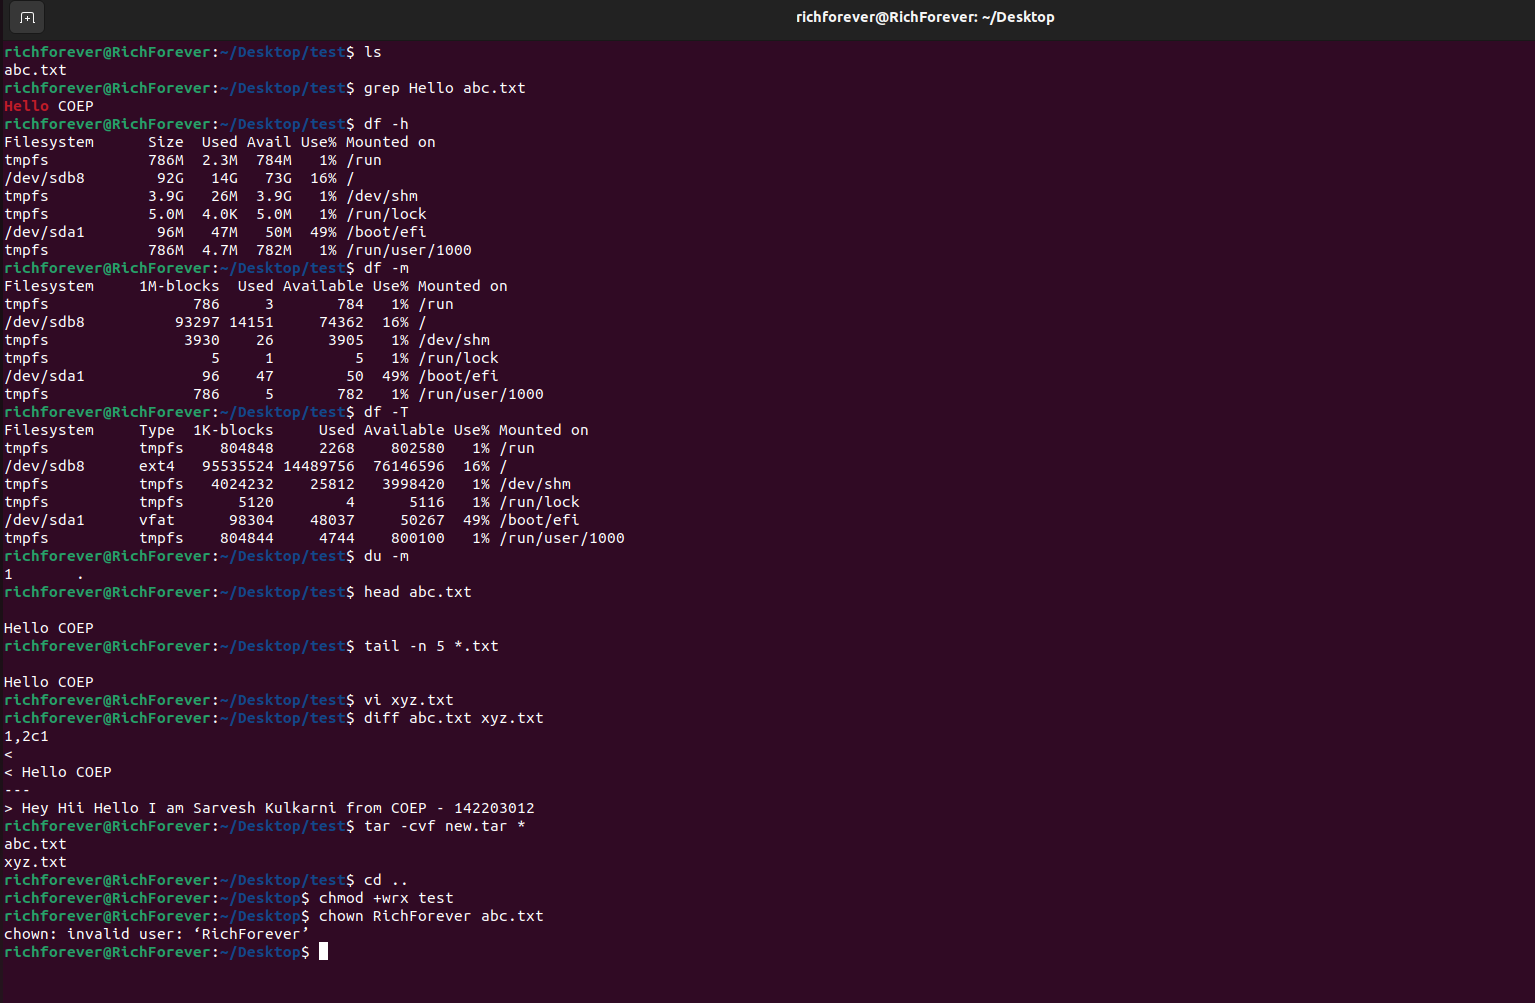 richforever@RichForever: ~/Desktop
richforever@RichForever:~/Desktop/test$ ls
abc.txt
richforever@RichForever:~/Desktop/test$ grep Hello abc.txt
Hello COEP
richforever@RichForever:~/Desktop/test$ df -h
Filesystem      Size  Used Avail Use% Mounted on
tmpfs           786M  2.3M  784M   1% /run
/dev/sdb8        92G   14G   73G  16% /
tmpfs           3.9G   26M  3.9G   1% /dev/shm
tmpfs           5.0M  4.0K  5.0M   1% /run/lock
/dev/sda1        96M   47M   50M  49% /boot/efi
tmpfs           786M  4.7M  782M   1% /run/user/1000
richforever@RichForever:~/Desktop/test$ df -m
Filesystem     1M-blocks  Used Available Use% Mounted on
tmpfs                786     3       784   1% /run
/dev/sdb8          93297 14151     74362  16% /
tmpfs               3930    26      3905   1% /dev/shm
tmpfs                  5     1         5   1% /run/lock
/dev/sda1             96    47        50  49% /boot/efi
tmpfs                786     5       782   1% /run/user/1000
richforever@RichForever:~/Desktop/test$ df -T
Filesystem     Type  1K-blocks     Used Available Use% Mounted on
tmpfs          tmpfs    804848     2268    802580   1% /run
/dev/sdb8      ext4   95535524 14489756  76146596  16% /
tmpfs          tmpfs   4024232    25812   3998420   1% /dev/shm
tmpfs          tmpfs      5120        4      5116   1% /run/lock
/dev/sda1      vfat      98304    48037     50267  49% /boot/efi
tmpfs          tmpfs    804844     4744    800100   1% /run/user/1000
richforever@RichForever:~/Desktop/test$ du -m
1       .
richforever@RichForever:~/Desktop/test$ head abc.txt

Hello COEP
richforever@RichForever:~/Desktop/test$ tail -n 5 *.txt

Hello COEP
richforever@RichForever:~/Desktop/test$ vi xyz.txt
richforever@RichForever:~/Desktop/test$ diff abc.txt xyz.txt
1,2c1
<
< Hello COEP
---
> Hey Hii Hello I am Sarvesh Kulkarni from COEP - 142203012
richforever@RichForever:~/Desktop/test$ tar -cvf new.tar *
abc.txt
xyz.txt
richforever@RichForever:~/Desktop/test$ cd ..
richforever@RichForever:~/Desktop$ chmod +wrx test
richforever@RichForever:~/Desktop$ chown RichForever abc.txt
chown: invalid user: ‘RichForever’
richforever@RichForever:~/Desktop$